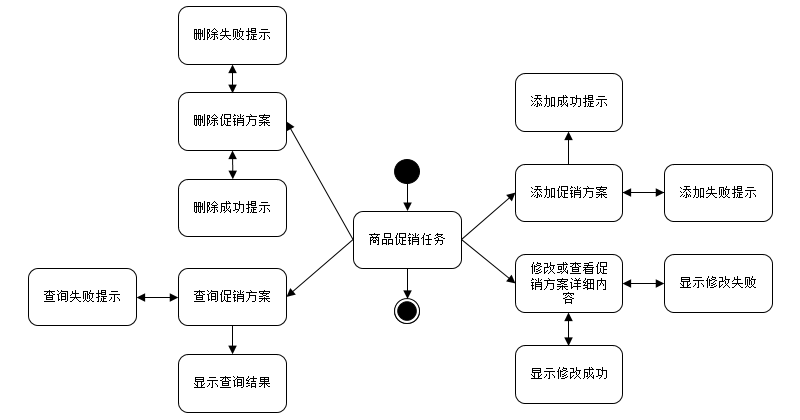 删除失败提示
删除促销方案
删除成功提示
添加成功提示
添加促销方案
添加失败提示
商品促销任务
查询失败提示
查询促销方案
显示查询结果
修改或查看促
销方案详细内
容
显示修改失败
显示修改成功